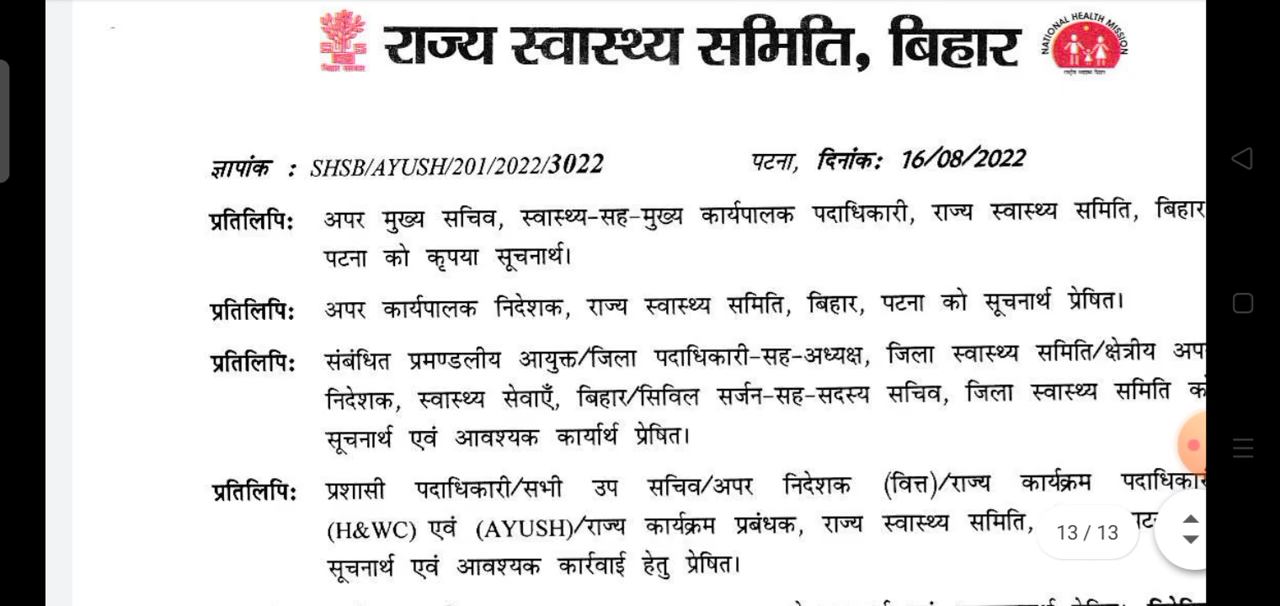 राज्य स्वास्थ्य समिति, बिहार
NATIONAL HEALTH MISSION
ज्ञापांक : SHSB/AYUSH/201/2022/3022 पटना, दिनांक: 16/08/2022
प्रतिलिपि: अपर मुख्य सचिव, स्वास्थ्य-सह-मुख्य कार्यपालक पदाधिकारी, राज्य स्वास्थ्य समिति, बिहार
पटना को कृपया सूचनार्थ।
प्रतिलिपि: अपर कार्यपालक निदेशक, राज्य स्वास्थ्य समिति, बिहार, पटना को सूचनार्थ प्रेषित।
प्रतिलिपि: संबंधित प्रमण्डलीय आयुक्त/जिला पदाधिकारी-सह-अध्यक्ष, जिला स्वास्थ्य समिति/क्षेत्रीय अप
निदेशक, स्वास्थ्य सेवाएँ, बिहार/सिविल सर्जन-सह-सदस्य सचिव, जिला स्वास्थ्य समिति को
सूचनार्थ एवं आवश्यक कार्यार्थ प्रेषित।
प्रतिलिपि: प्रशासी पदाधिकारी/सभी उप सचिव/अपर निदेशक (वित्त)/राज्य कार्यक्रम पदाधिकारी
(H&WC) एवं (AYUSH)/राज्य कार्यक्रम प्रबंधक, राज्य स्वास्थ्य समिति,
13 / 13
सूचनार्थ एवं आवश्यक कार्रवाई हेतु प्रेषित।